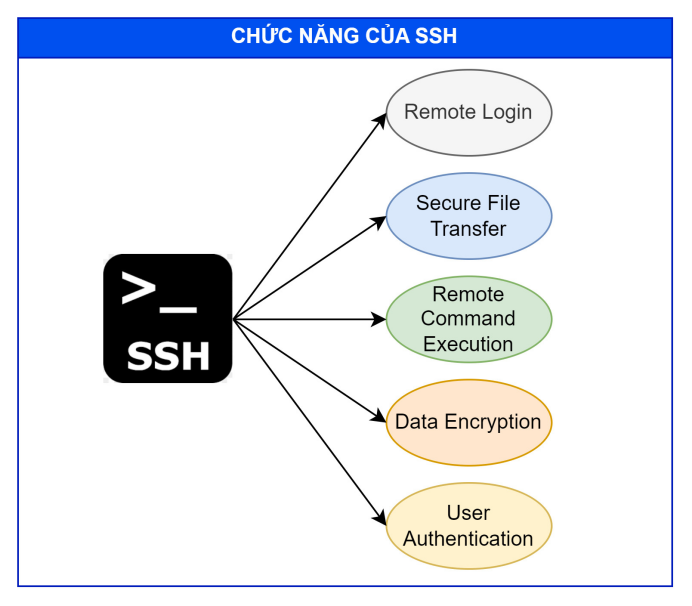 CHỨC NĂNG CỦA SSH
Remote Login
Secure File
Transfer
>_
SSH
Remote
Command
Execution
Data Encryption
User
Authentication